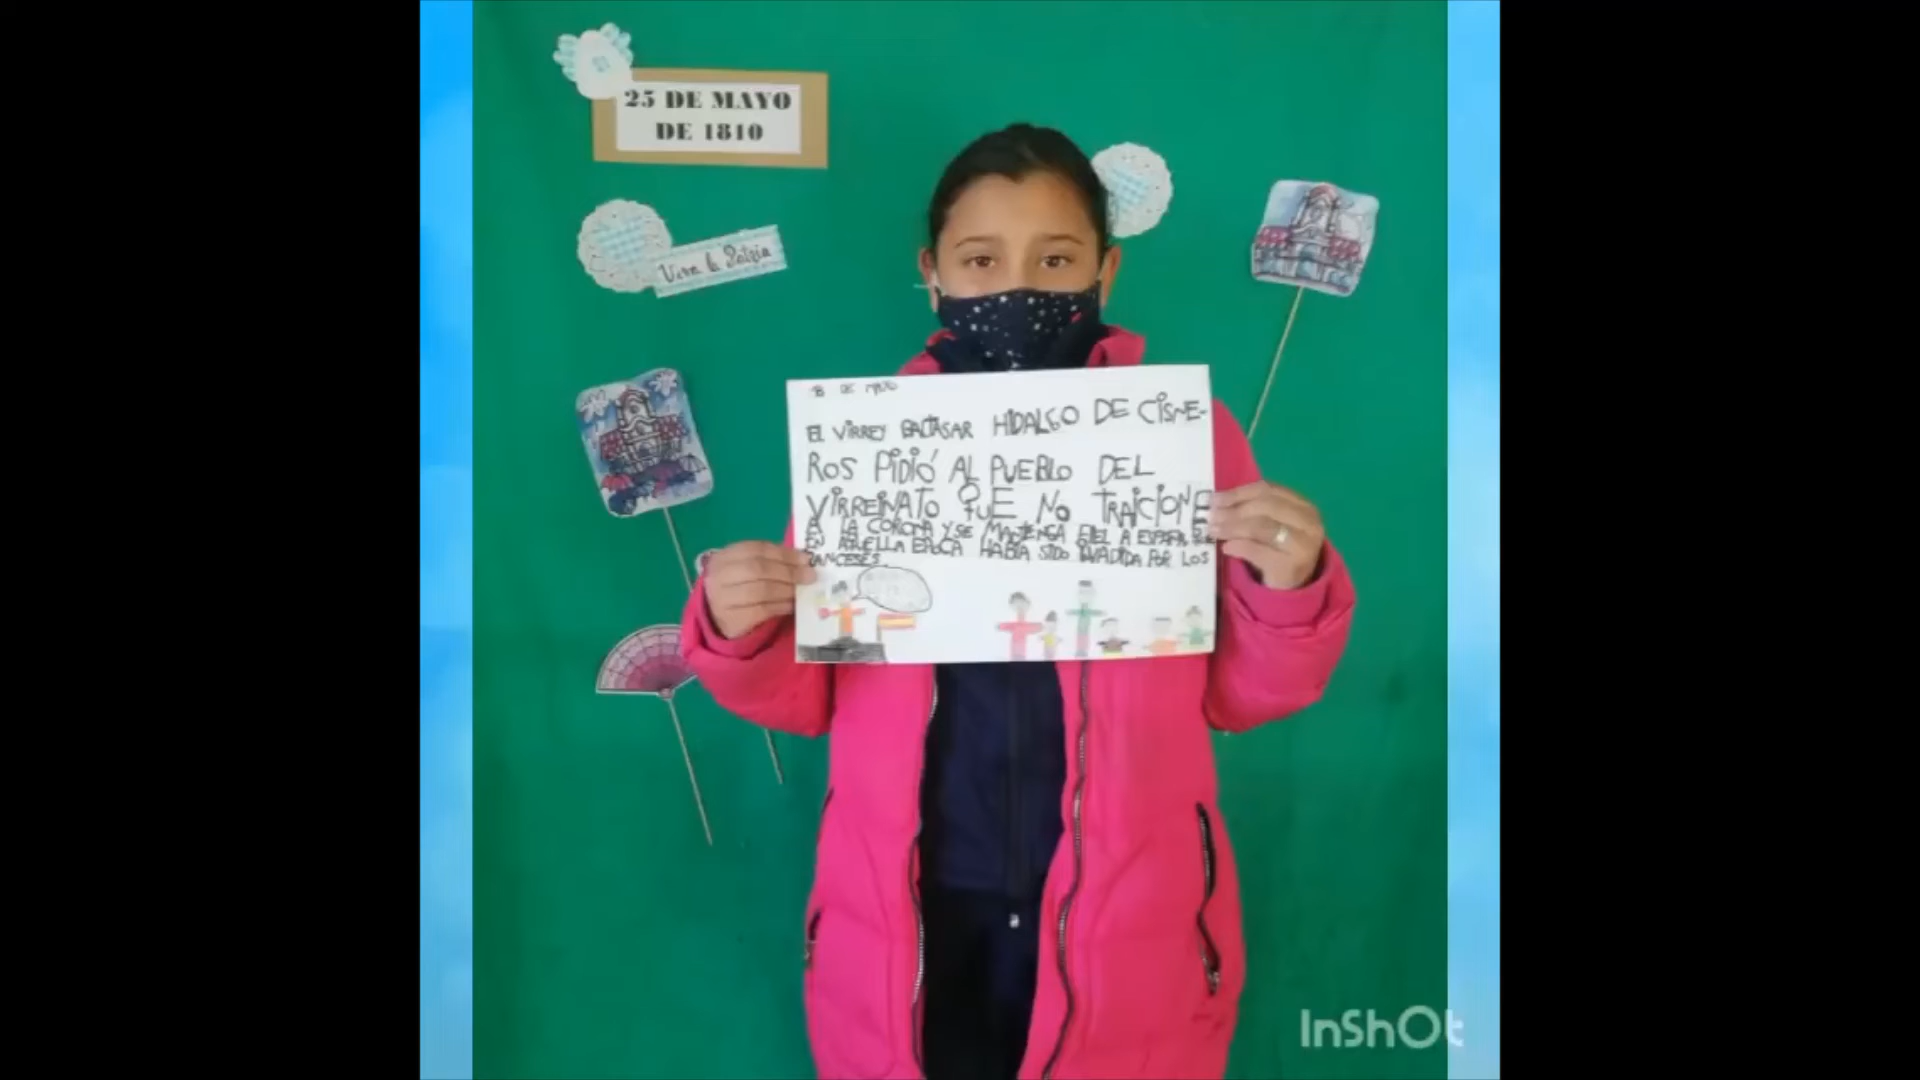 25 DE MAYO
DE 1810
Viva la Patria
18 DE MAYO
EL VIRREY BALTASAR HIDALGO DE CISNE-
ROS PIDIÓ AL PUEBLO DEL
VIRREINATO QUE NO TRAICIONE
A LA CORONA Y SE MANTENGA FIEL A ESPAÑA
EN AQUELLA EPOCA HABÍA SIDO INVADIDA POR LOS
FRANCESES
InShOt